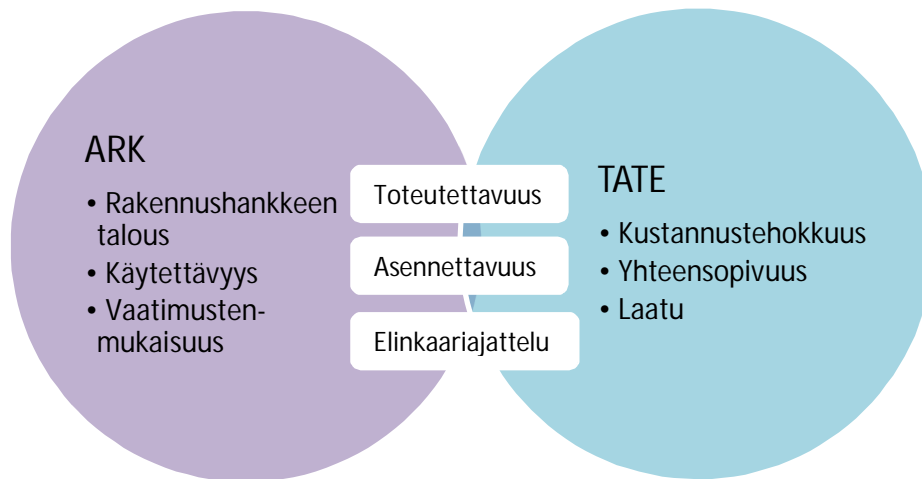 ARK
• Rakennushankkeen
talous
• Käytettävyys
• Vaatimusten-
mukaisuus
Toteutettavuus
Asennettavuus
Elinkaariajattelu
TATE
• Kustannustehokkuus
• Yhteensopivuus
• Laatu